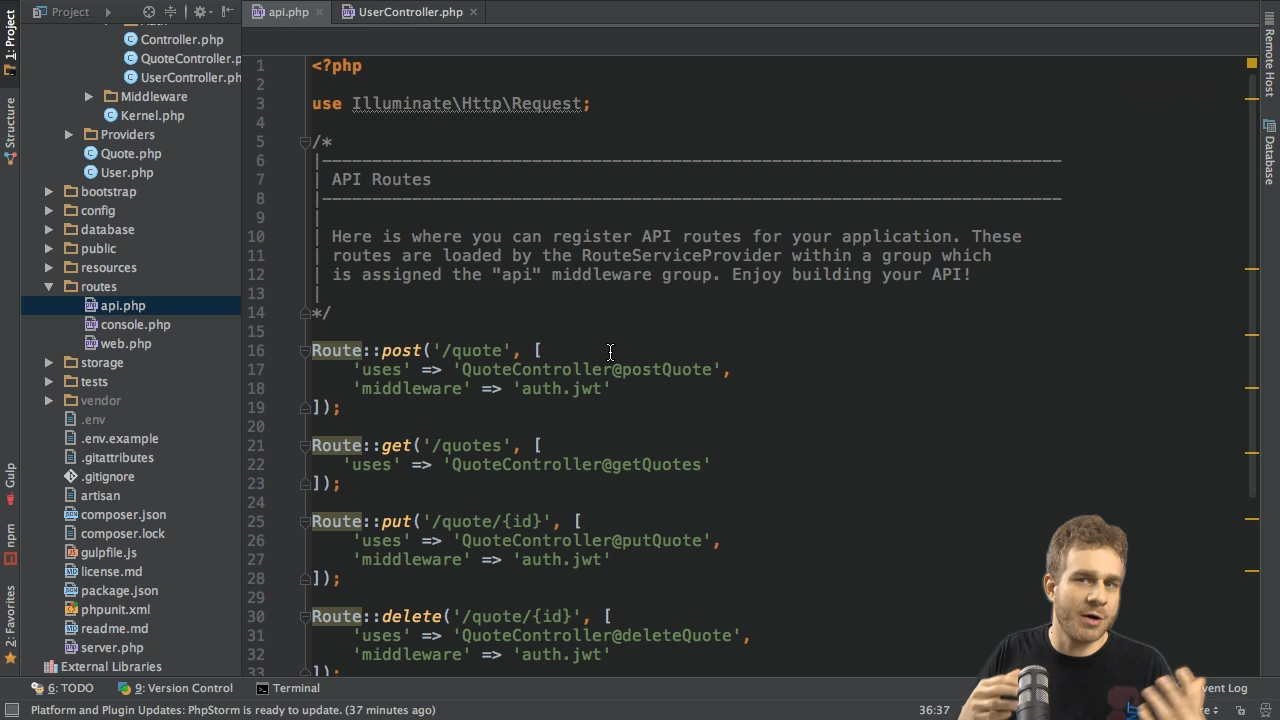 Project
api.php
UserController.php
1: Project
Structure
Gulp
npm
2: Favorites
Controller.php
QuoteController.p
UserController.ph
Middleware
Kernel.php
Providers
Quote.php
User.php
bootstrap
config
database
public
resources
routes
api.php
console.php
web.php
storage
tests
vendor
.env
.env.example
.gitattributes
.gitignore
artisan
composer.json
composer.lock
gulpfile.js
license.md
package.json
phpunit.xml
readme.md
server.php
External Libraries
1 <?php
2
3 use Illuminate\Http\Request;
4
5 /*
6 |--------------------------------------------------------------------------
7 | API Routes
8 |--------------------------------------------------------------------------
9 |
10 | Here is where you can register API routes for your application. These
11 | routes are loaded by the RouteServiceProvider within a group which
12 | is assigned the "api" middleware group. Enjoy building your API!
13 |
14 */
15
16 Route::post('/quote', [
17 'uses' => 'QuoteController@postQuote',
18 'middleware' => 'auth.jwt'
19 ]);
20
21 Route::get('/quotes', [
22 'uses' => 'QuoteController@getQuotes'
23 ]);
24
25 Route::put('/quote/{id}', [
26 'uses' => 'QuoteController@putQuote',
27 'middleware' => 'auth.jwt'
28 ]);
29
30 Route::delete('/quote/{id}', [
31 'uses' => 'QuoteController@deleteQuote',
32 'middleware' => 'auth.jwt'
33 ]);
Remote Host
Database
6: TODO
9: Version Control
Terminal
vent Log
Platform and Plugin Updates: PhpStorm is ready to update. (37 minutes ago)
36:37